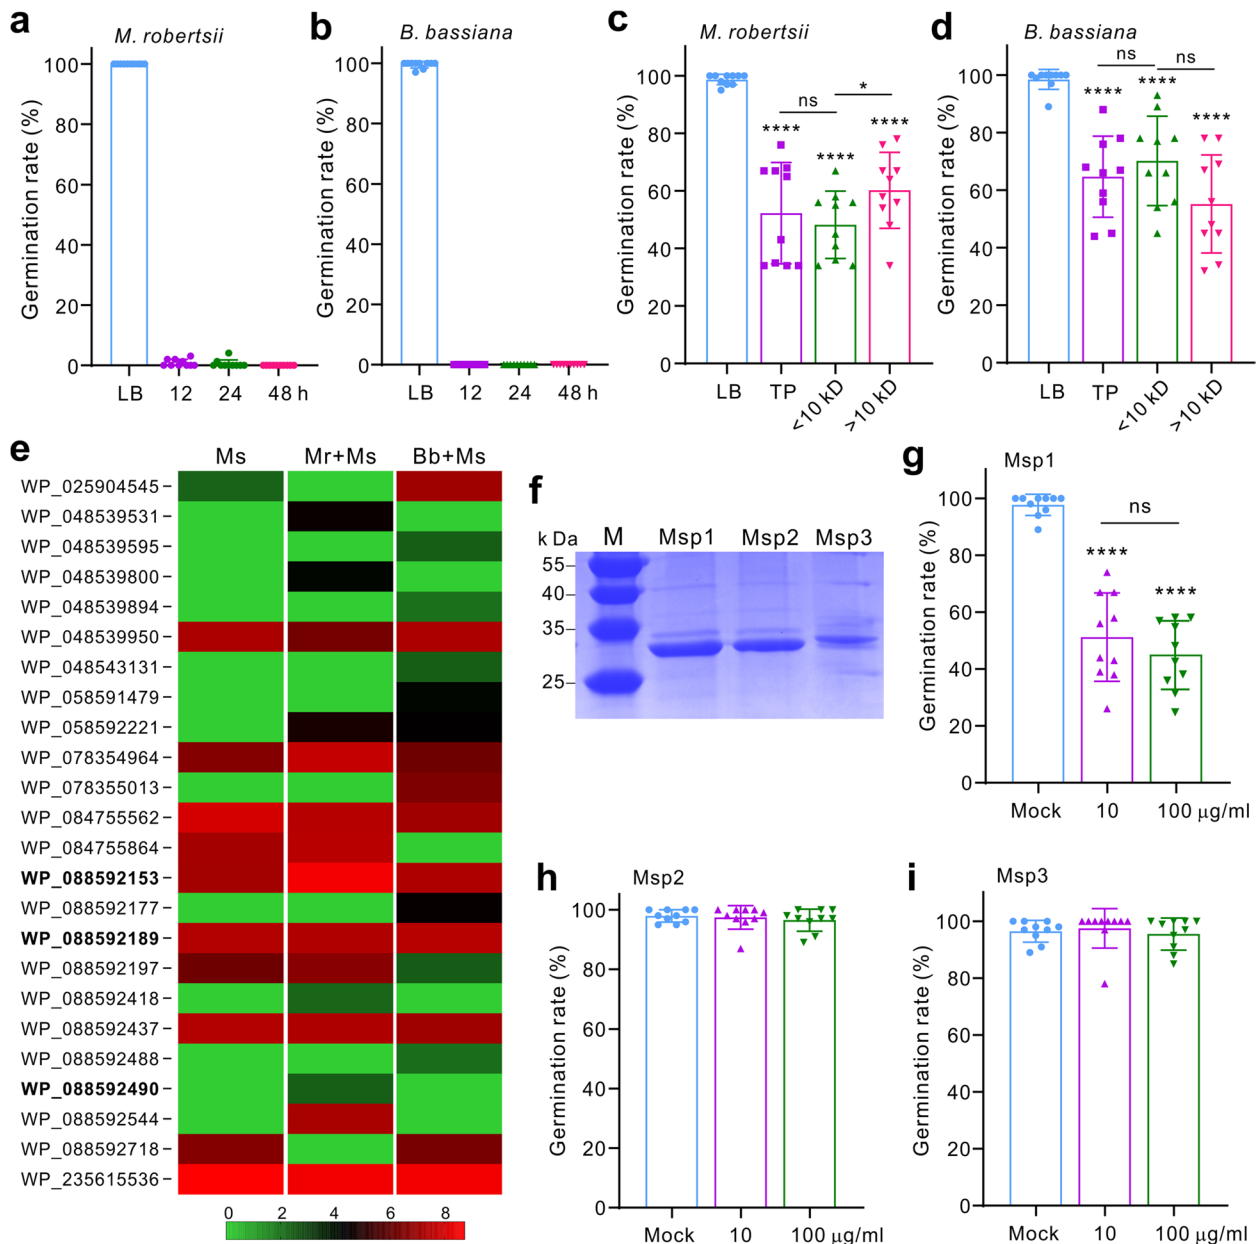 a
M. robertsii
Germination rate (%)
100
80
60
40
20
0
LB 12 24 48 h
b
B. bassiana
Germination rate (%)
100
80
60
40
20
0
LB 12 24 48 h
c
M. robertsii
Germination rate (%)
100
80
60
40
20
0
ns
*
****
****
****
LB TP <10 kD >10 kD
d
B. bassiana
Germination rate (%)
100
80
60
40
20
0
ns
ns
****
****
****
LB TP <10 kD >10 kD
e
Ms Mr+Ms Bb+Ms
WP_025904545
WP_048539531
WP_048539595
WP_048539800
WP_048539894
WP_048539950
WP_048543131
WP_058591479
WP_058592221
WP_078354964
WP_078355013
WP_084755562
WP_084755864
WP_088592153
WP_088592177
WP_088592189
WP_088592197
WP_088592418
WP_088592437
WP_088592488
WP_088592490
WP_088592544
WP_088592718
WP_235615536
0 2 4 6 8
f
k Da M Msp1 Msp2 Msp3
55
40
35
25
g
Msp1
Germination rate (%)
100
80
60
40
20
0
ns
****
****
Mock 10 100 μg/ml
h
Msp2
Germination rate (%)
100
80
60
40
20
0
Mock 10 100 μg/ml
i
Msp3
Germination rate (%)
100
80
60
40
20
0
Mock 10 100 μg/ml